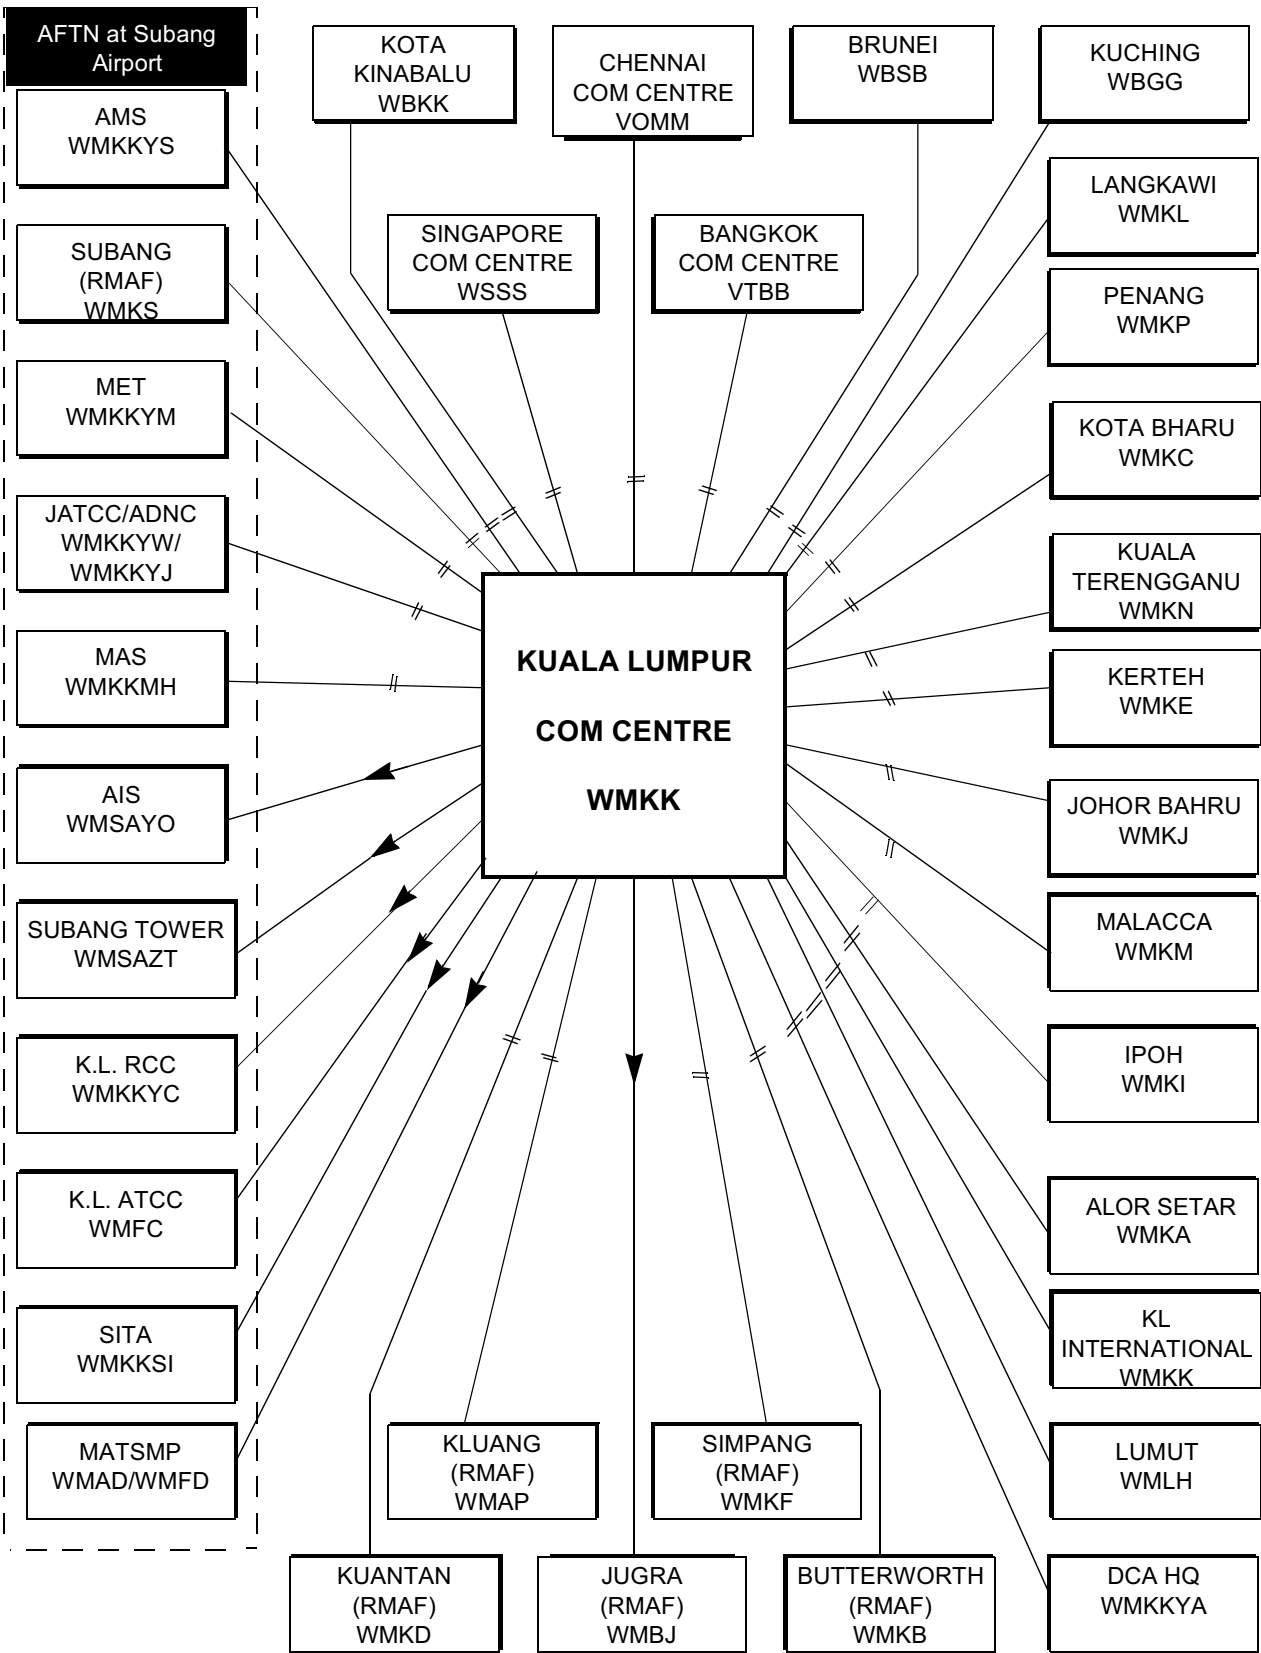 AFTN at Subang
Airport
AMS
WMKKYS
SUBANG
(RMAF)
WMKS
MET
WMKKYM
JATCC/ADNC
WMKKYW/
WMKKYJ
MAS
WMKKMH
AIS
WMSAYO
SUBANG TOWER
WMSAZT
K.L. RCC
WMKKYC
K.L. ATCC
WMFC
SITA
WMKKSI
MATSMP
WMAD/WMFD
KOTA
KINABALU
WBKK
CHENNAI
COM CENTRE
VOMM
BRUNEI
WBSB
SINGAPORE
COM CENTRE
WSSS
BANGKOK
COM CENTRE
VTBB
KUALA LUMPUR
COM CENTRE
WMKK
KUCHING
WBGG
LANGKAWI
WMKL
PENANG
WMKP
KOTA BHARU
WMKC
KUALA
TERENGGANU
WMKN
KERTEH
WMKE
JOHOR BAHRU
WMKJ
MALACCA
WMKM
IPOH
WMKI
ALOR SETAR
WMKA
KL
INTERNATIONAL
WMKK
LUMUT
WMLH
DCA HQ
WMKKYA
KLUANG
(RMAF)
WMAP
SIMPANG
(RMAF)
WMKF
KUANTAN
(RMAF)
WMKD
JUGRA
(RMAF)
WMBJ
BUTTERWORTH
(RMAF)
WMKB